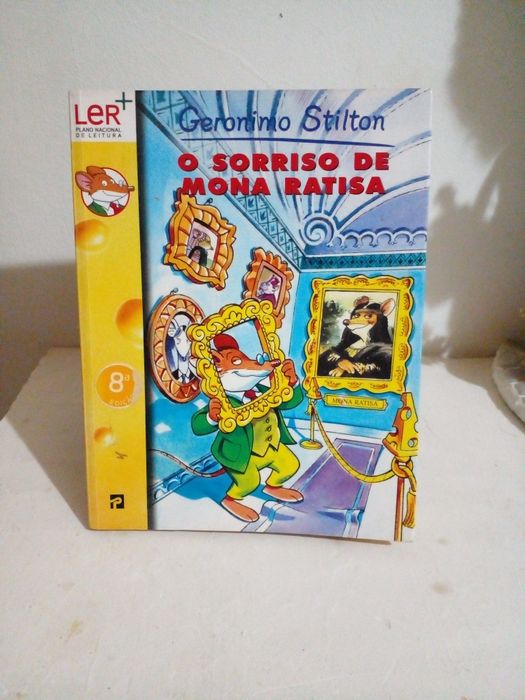 LeR+
PLANO NACIONAL
DE LEITURA
Geronimo Stilton
O SORRISO DE
MONA RATISA
MONA RATISA
8ª
EDIÇÃO